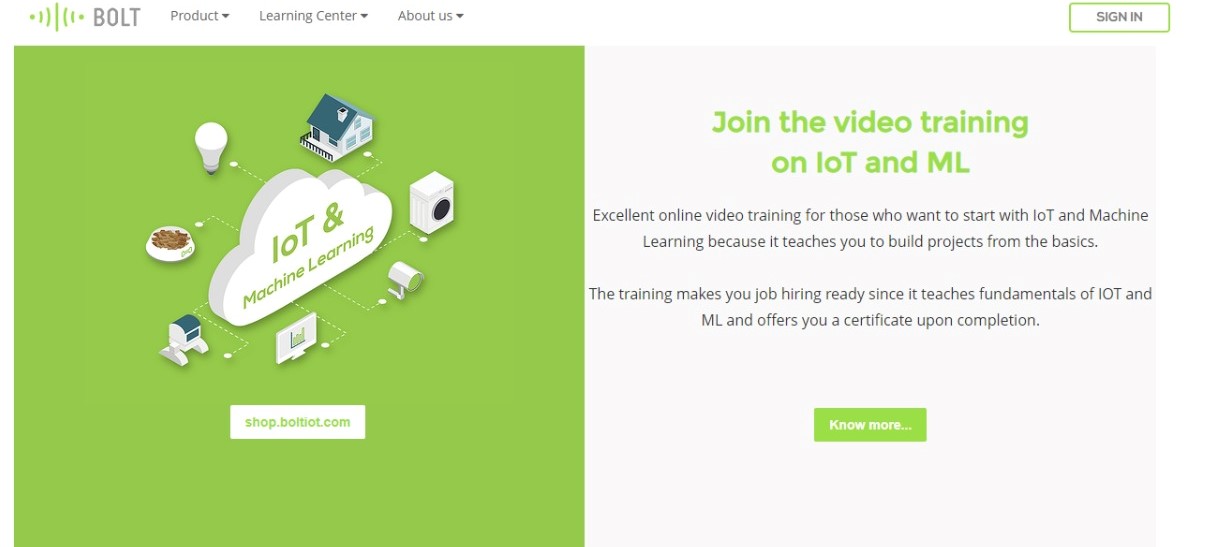 BOLT
Product
Learning Center
About us
SIGN IN
IoT &
Machine Learning
shop.boltiot.com
Join the video training
on IoT and ML
Excellent online video training for those who want to start with IoT and Machine
Learning because it teaches you to build projects from the basics.
The training makes you job hiring ready since it teaches fundamentals of IOT and
ML and offers you a certificate upon completion.
Know more...